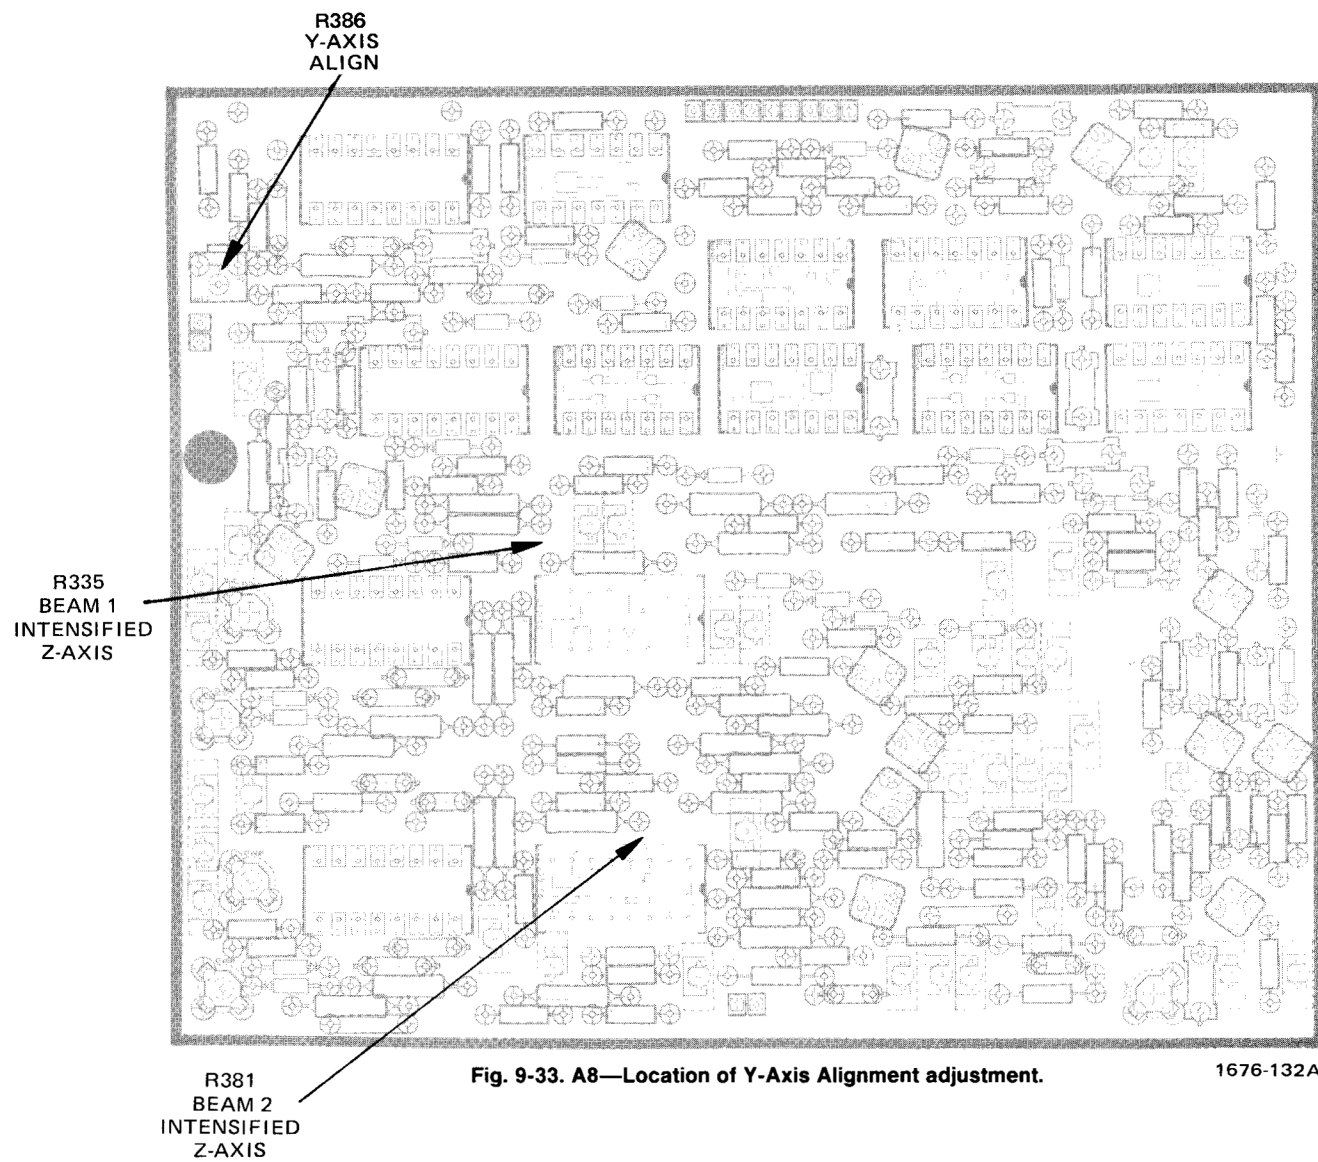 R386
Y-AXIS
ALIGN
R335
BEAM 1
INTENSIFIED
Z-AXIS
R381
BEAM 2
INTENSIFIED
Z-AXIS
Fig. 9-33. A8—Location of Y-Axis Alignment adjustment.
1676-132A